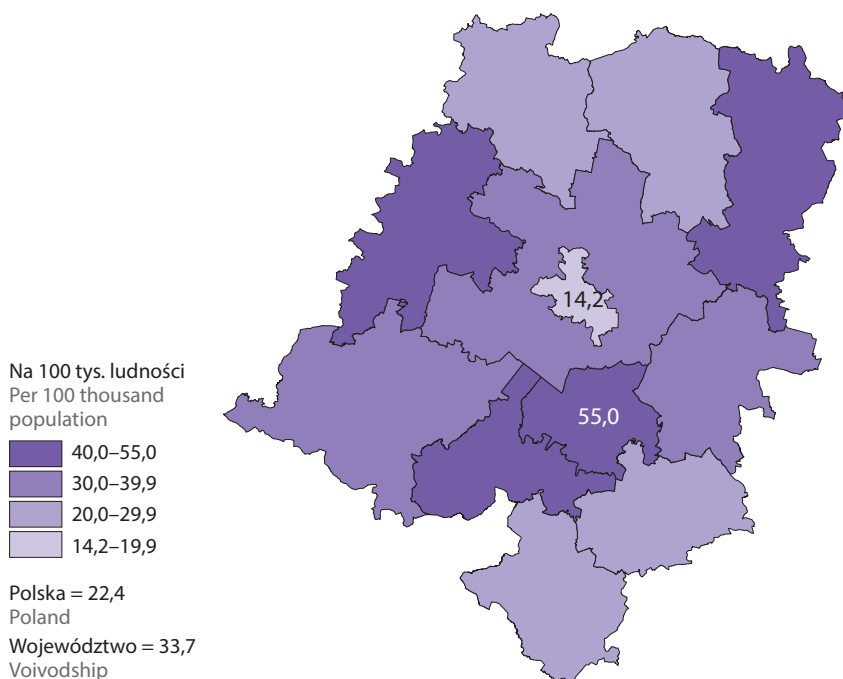 14,2
55,0
Na 100 tys. ludności
Per 100 thousand
population
40,0–55,0
30,0–39,9
20,0–29,9
14,2–19,9
Polska = 22,4
Poland
Województwo = 33,7
Voivodship